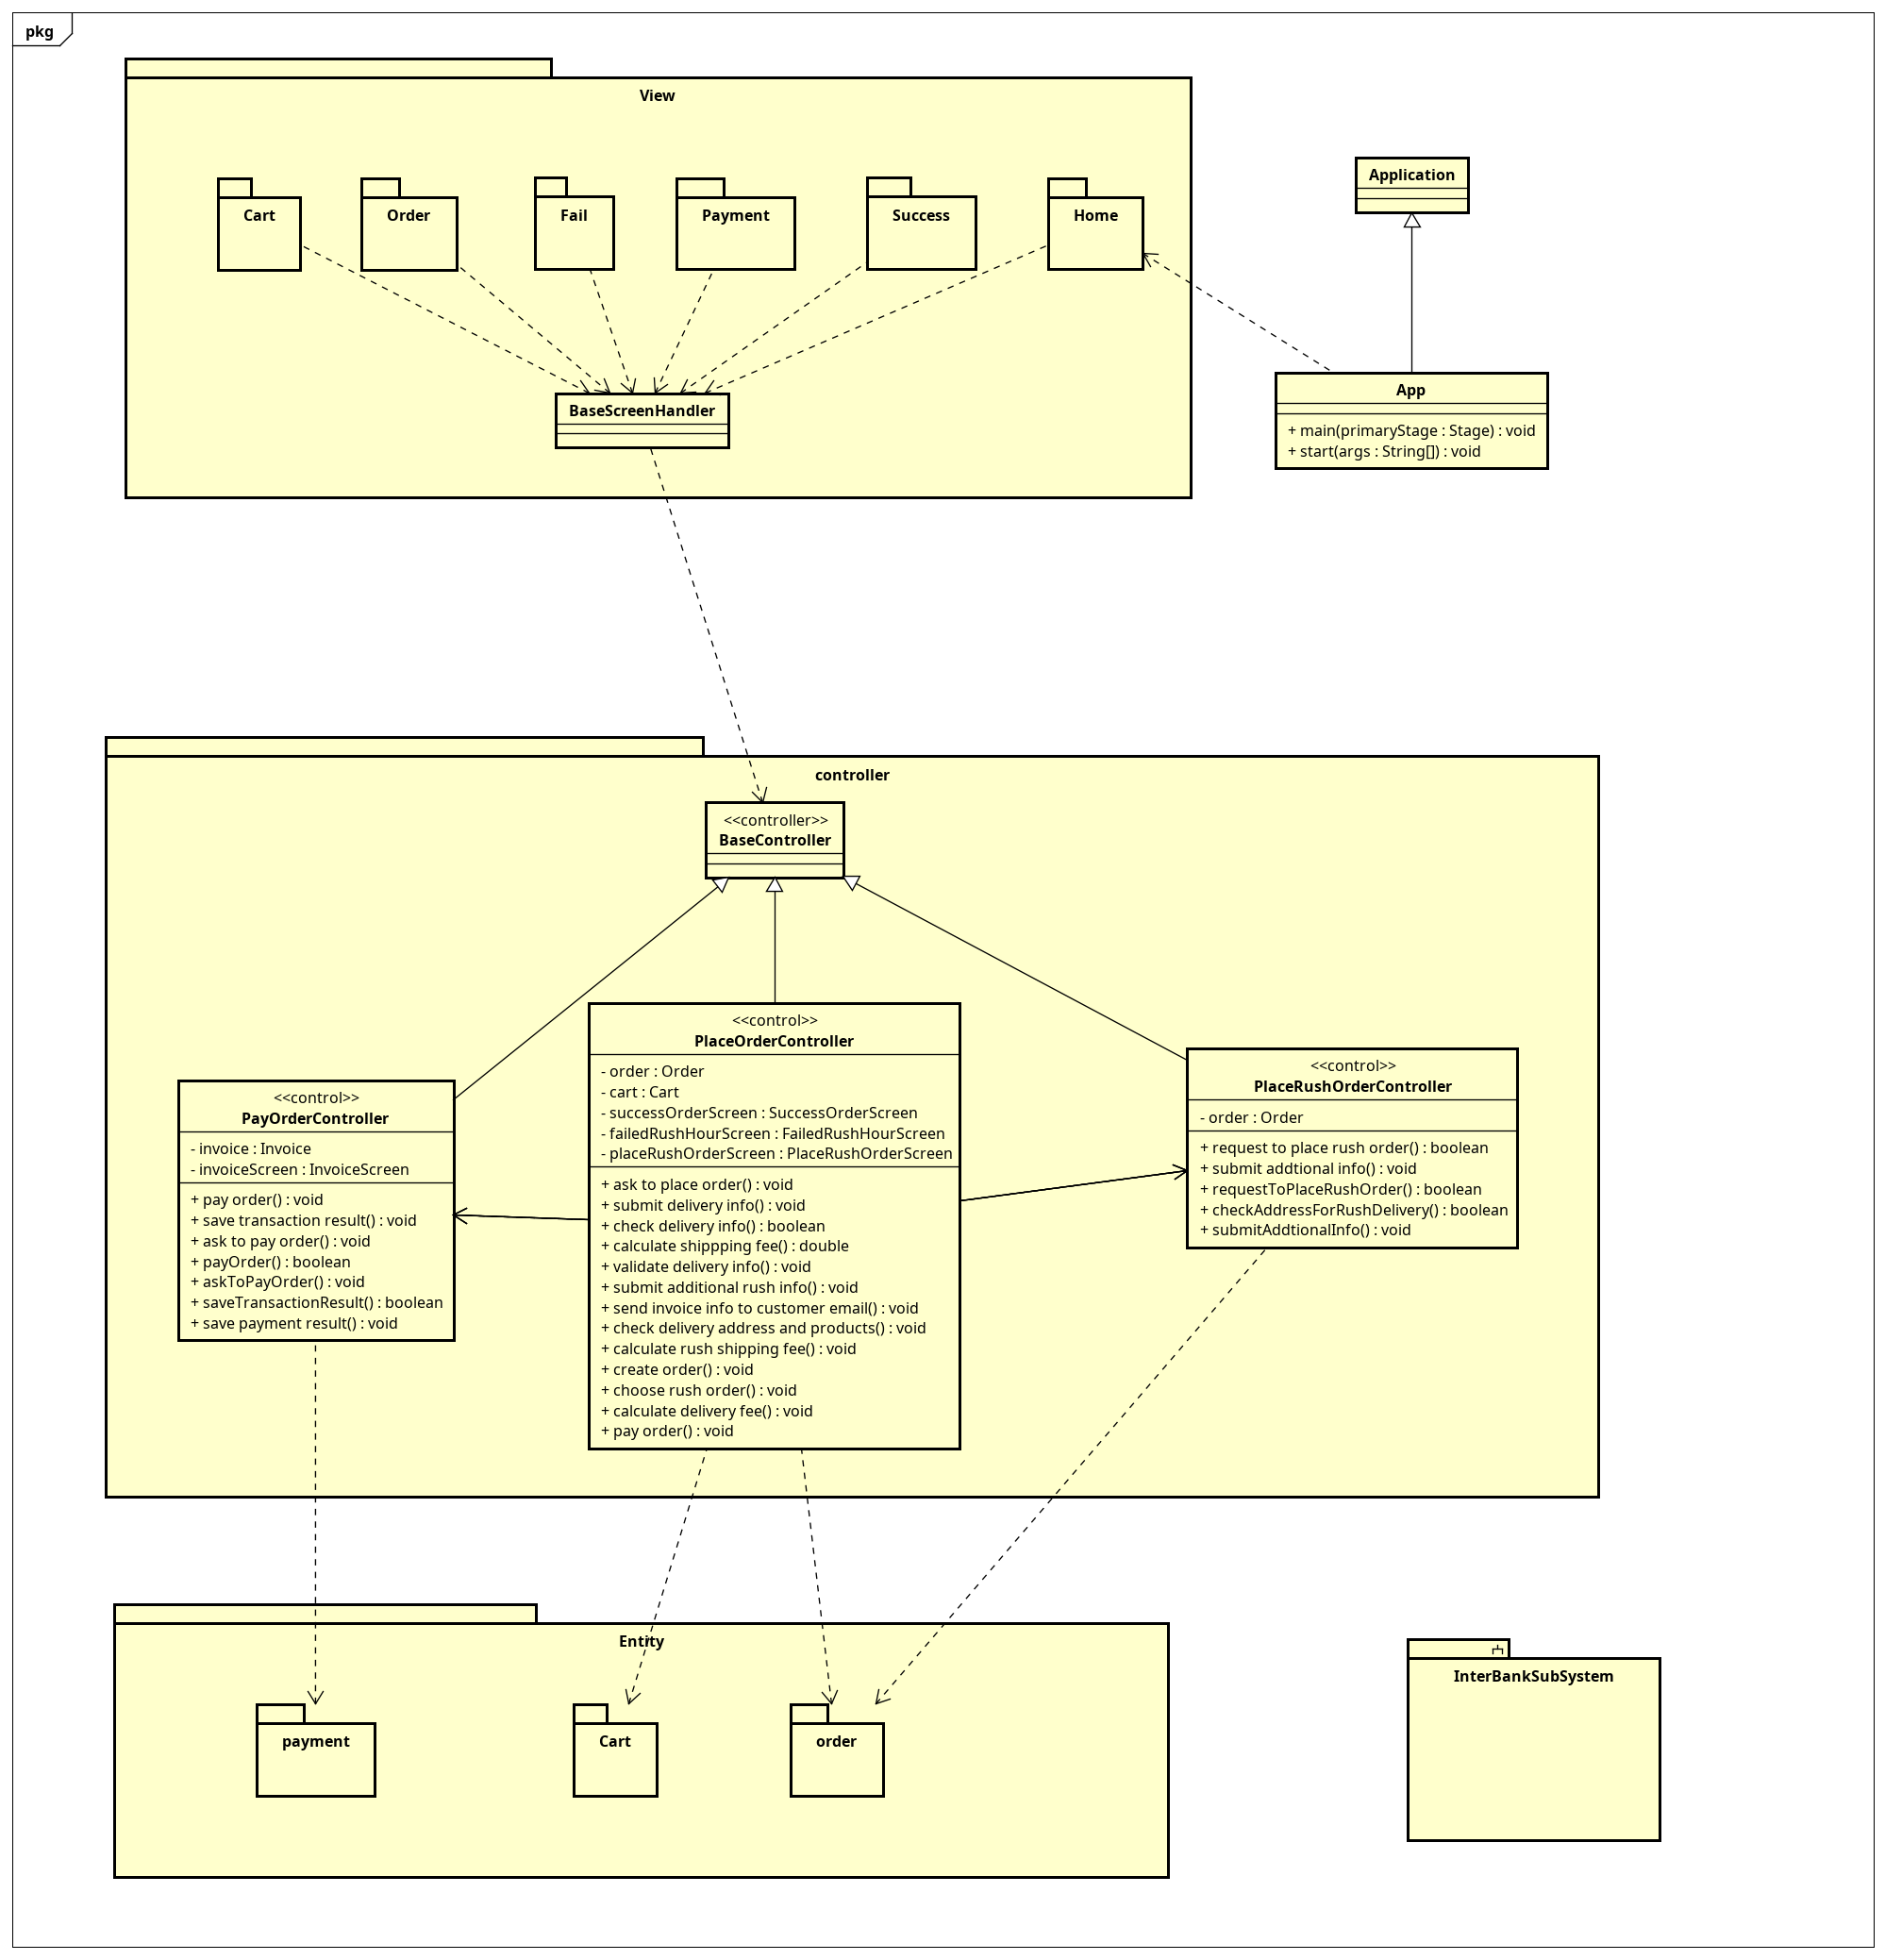 pkg
View
Cart
Order
Fail
Payment
Success
Home
Application
BaseScreenHandler
App
+ main(primaryStage : Stage) : void
+ start(args : String[]) : void
controller
<<controller>>
BaseController
<<control>>
PayOrderController
- invoice : Invoice
- invoiceScreen : InvoiceScreen
+ pay order() : void
+ save transaction result() : void
+ ask to pay order() : void
+ payOrder() : boolean
+ askToPayOrder() : void
+ saveTransactionResult() : boolean
+ save payment result() : void
<<control>>
PlaceOrderController
- order : Order
- cart : Cart
- successOrderScreen : SuccessOrderScreen
- failedRushHourScreen : FailedRushHourScreen
- placeRushOrderScreen : PlaceRushOrderScreen
+ ask to place order() : void
+ submit delivery info() : void
+ check delivery info() : boolean
+ calculate shippping fee() : double
+ validate delivery info() : void
+ submit additional rush info() : void
+ send invoice info to customer email() : void
+ check delivery address and products() : void
+ calculate rush shipping fee() : void
+ create order() : void
+ choose rush order() : void
+ calculate delivery fee() : void
+ pay order() : void
<<control>>
PlaceRushOrderController
- order : Order
+ request to place rush order() : boolean
+ submit addtional info() : void
+ requestToPlaceRushOrder() : boolean
+ checkAddressForRushDelivery() : boolean
+ submitAddtionalInfo() : void
Entity
payment
Cart
order
InterBankSubSystem